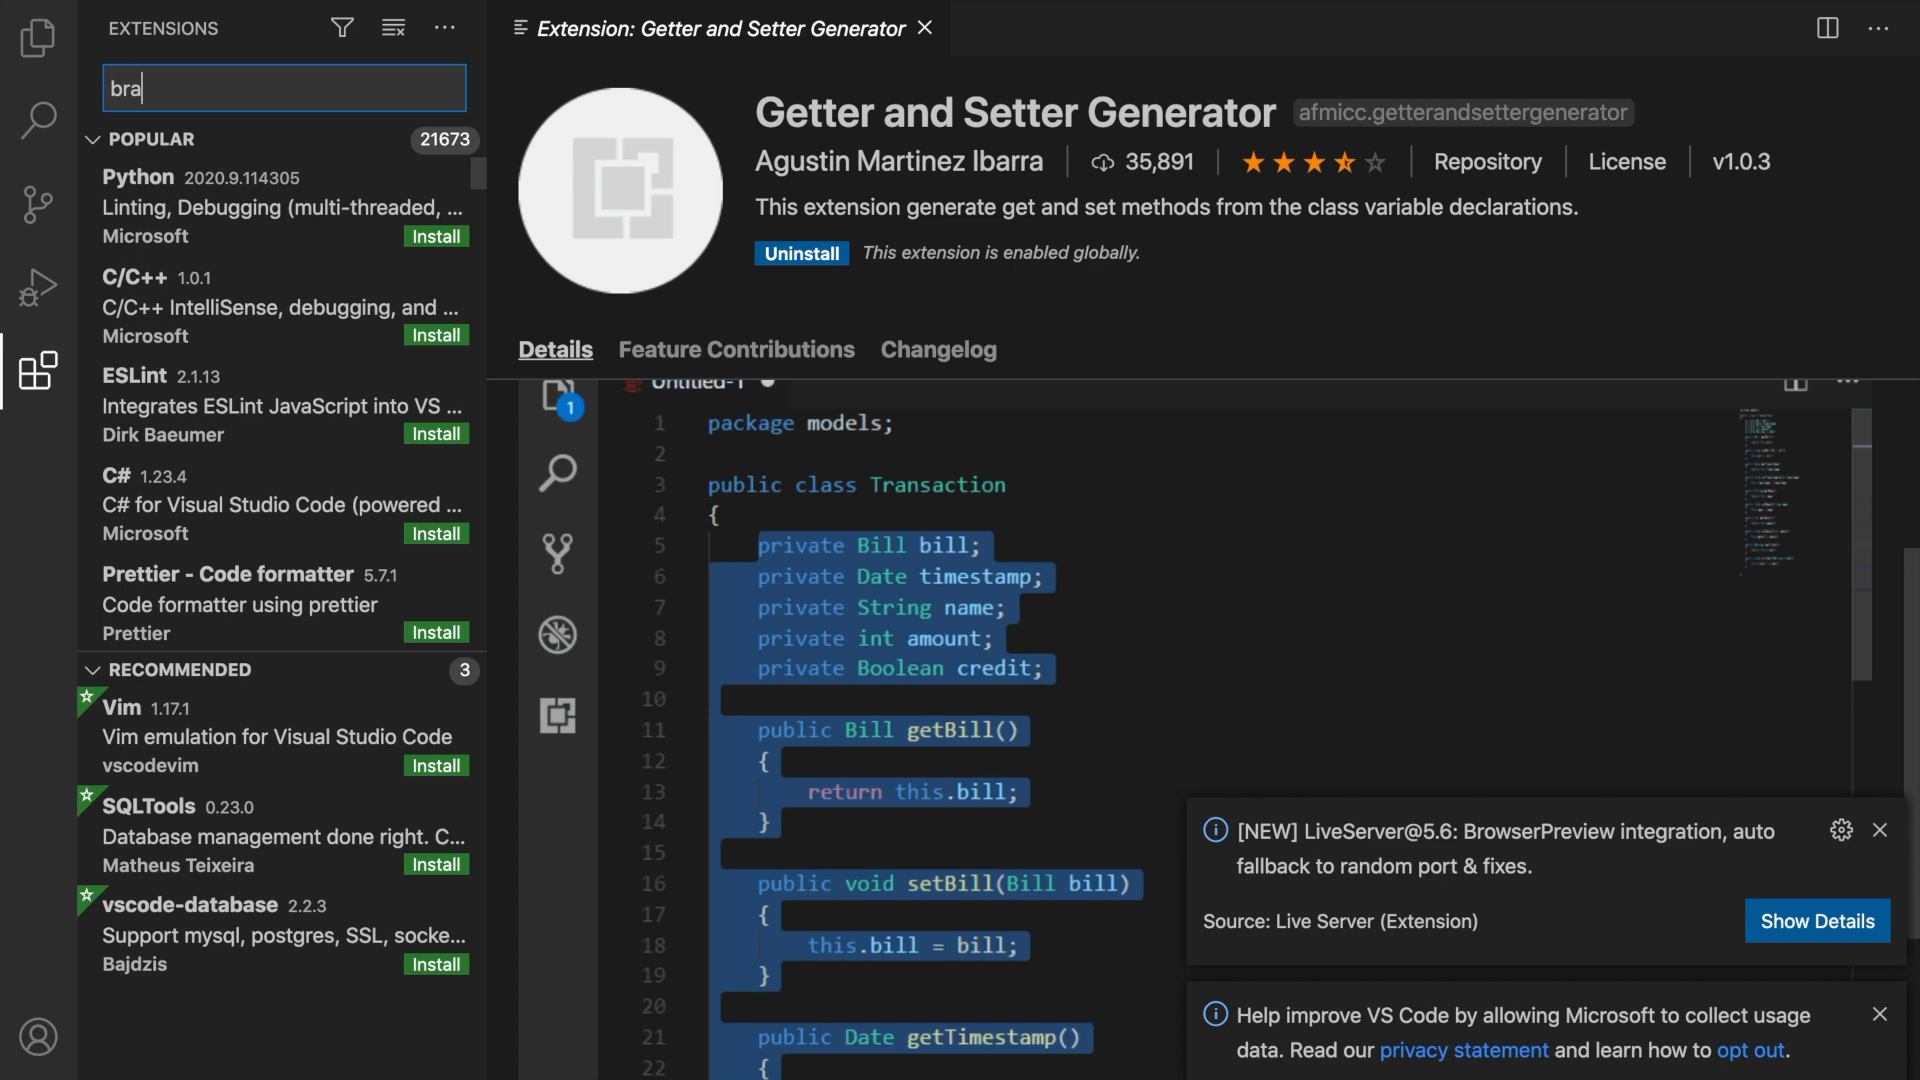 EXTENSIONS
bra
POPULAR 21673
Python 2020.9.114305
Linting, Debugging (multi-threaded, ...
Microsoft Install
C/C++ 1.0.1
C/C++ IntelliSense, debugging, and ...
Microsoft Install
ESLint 2.1.13
Integrates ESLint JavaScript into VS ...
Dirk Baeumer Install
C# 1.23.4
C# for Visual Studio Code (powered ...
Microsoft Install
Prettier - Code formatter 5.7.1
Code formatter using prettier
Prettier Install
RECOMMENDED 3
Vim 1.17.1
Vim emulation for Visual Studio Code
vscodevim Install
SQLTools 0.23.0
Database management done right. C...
Matheus Teixeira Install
vscode-database 2.2.3
Support mysql, postgres, SSL, socke...
Bajdzis Install
Extension: Getter and Setter Generator
Getter and Setter Generator afmicc.getterandsettergenerator
Agustin Martinez Ibarra 35,891 Repository License v1.0.3
This extension generate get and set methods from the class variable declarations.
Uninstall This extension is enabled globally.
Details Feature Contributions Changelog
Untitled-1
1
1 package models;
2
3 public class Transaction
4 {
5 private Bill bill;
6 private Date timestamp;
7 private String name;
8 private int amount;
9 private Boolean credit;
10
11 public Bill getBill()
12 {
13 return this.bill;
14 }
15
16 public void setBill(Bill bill)
17 {
18 this.bill = bill;
19 }
20
21 public Date getTimestamp()
22 {
[NEW] LiveServer@5.6: BrowserPreview integration, auto
fallback to random port & fixes.
Source: Live Server (Extension) Show Details
Help improve VS Code by allowing Microsoft to collect usage
data. Read our privacy statement and learn how to opt out.